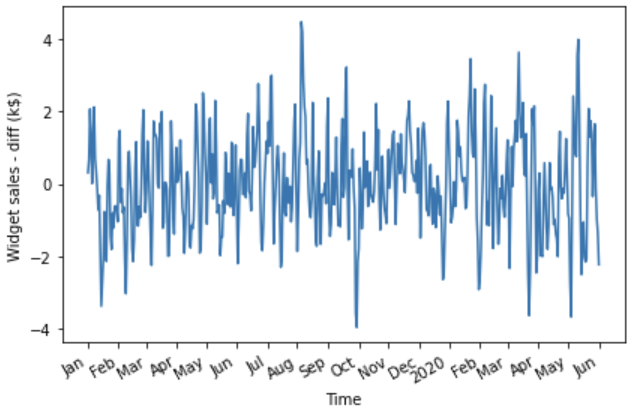 Widget sales - diff (k$)
4
2
0
−2
−4
Jan Feb Mar Apr May Jun Jul Aug Sep Oct Nov Dec 2020 Feb Mar Apr May Jun
Time